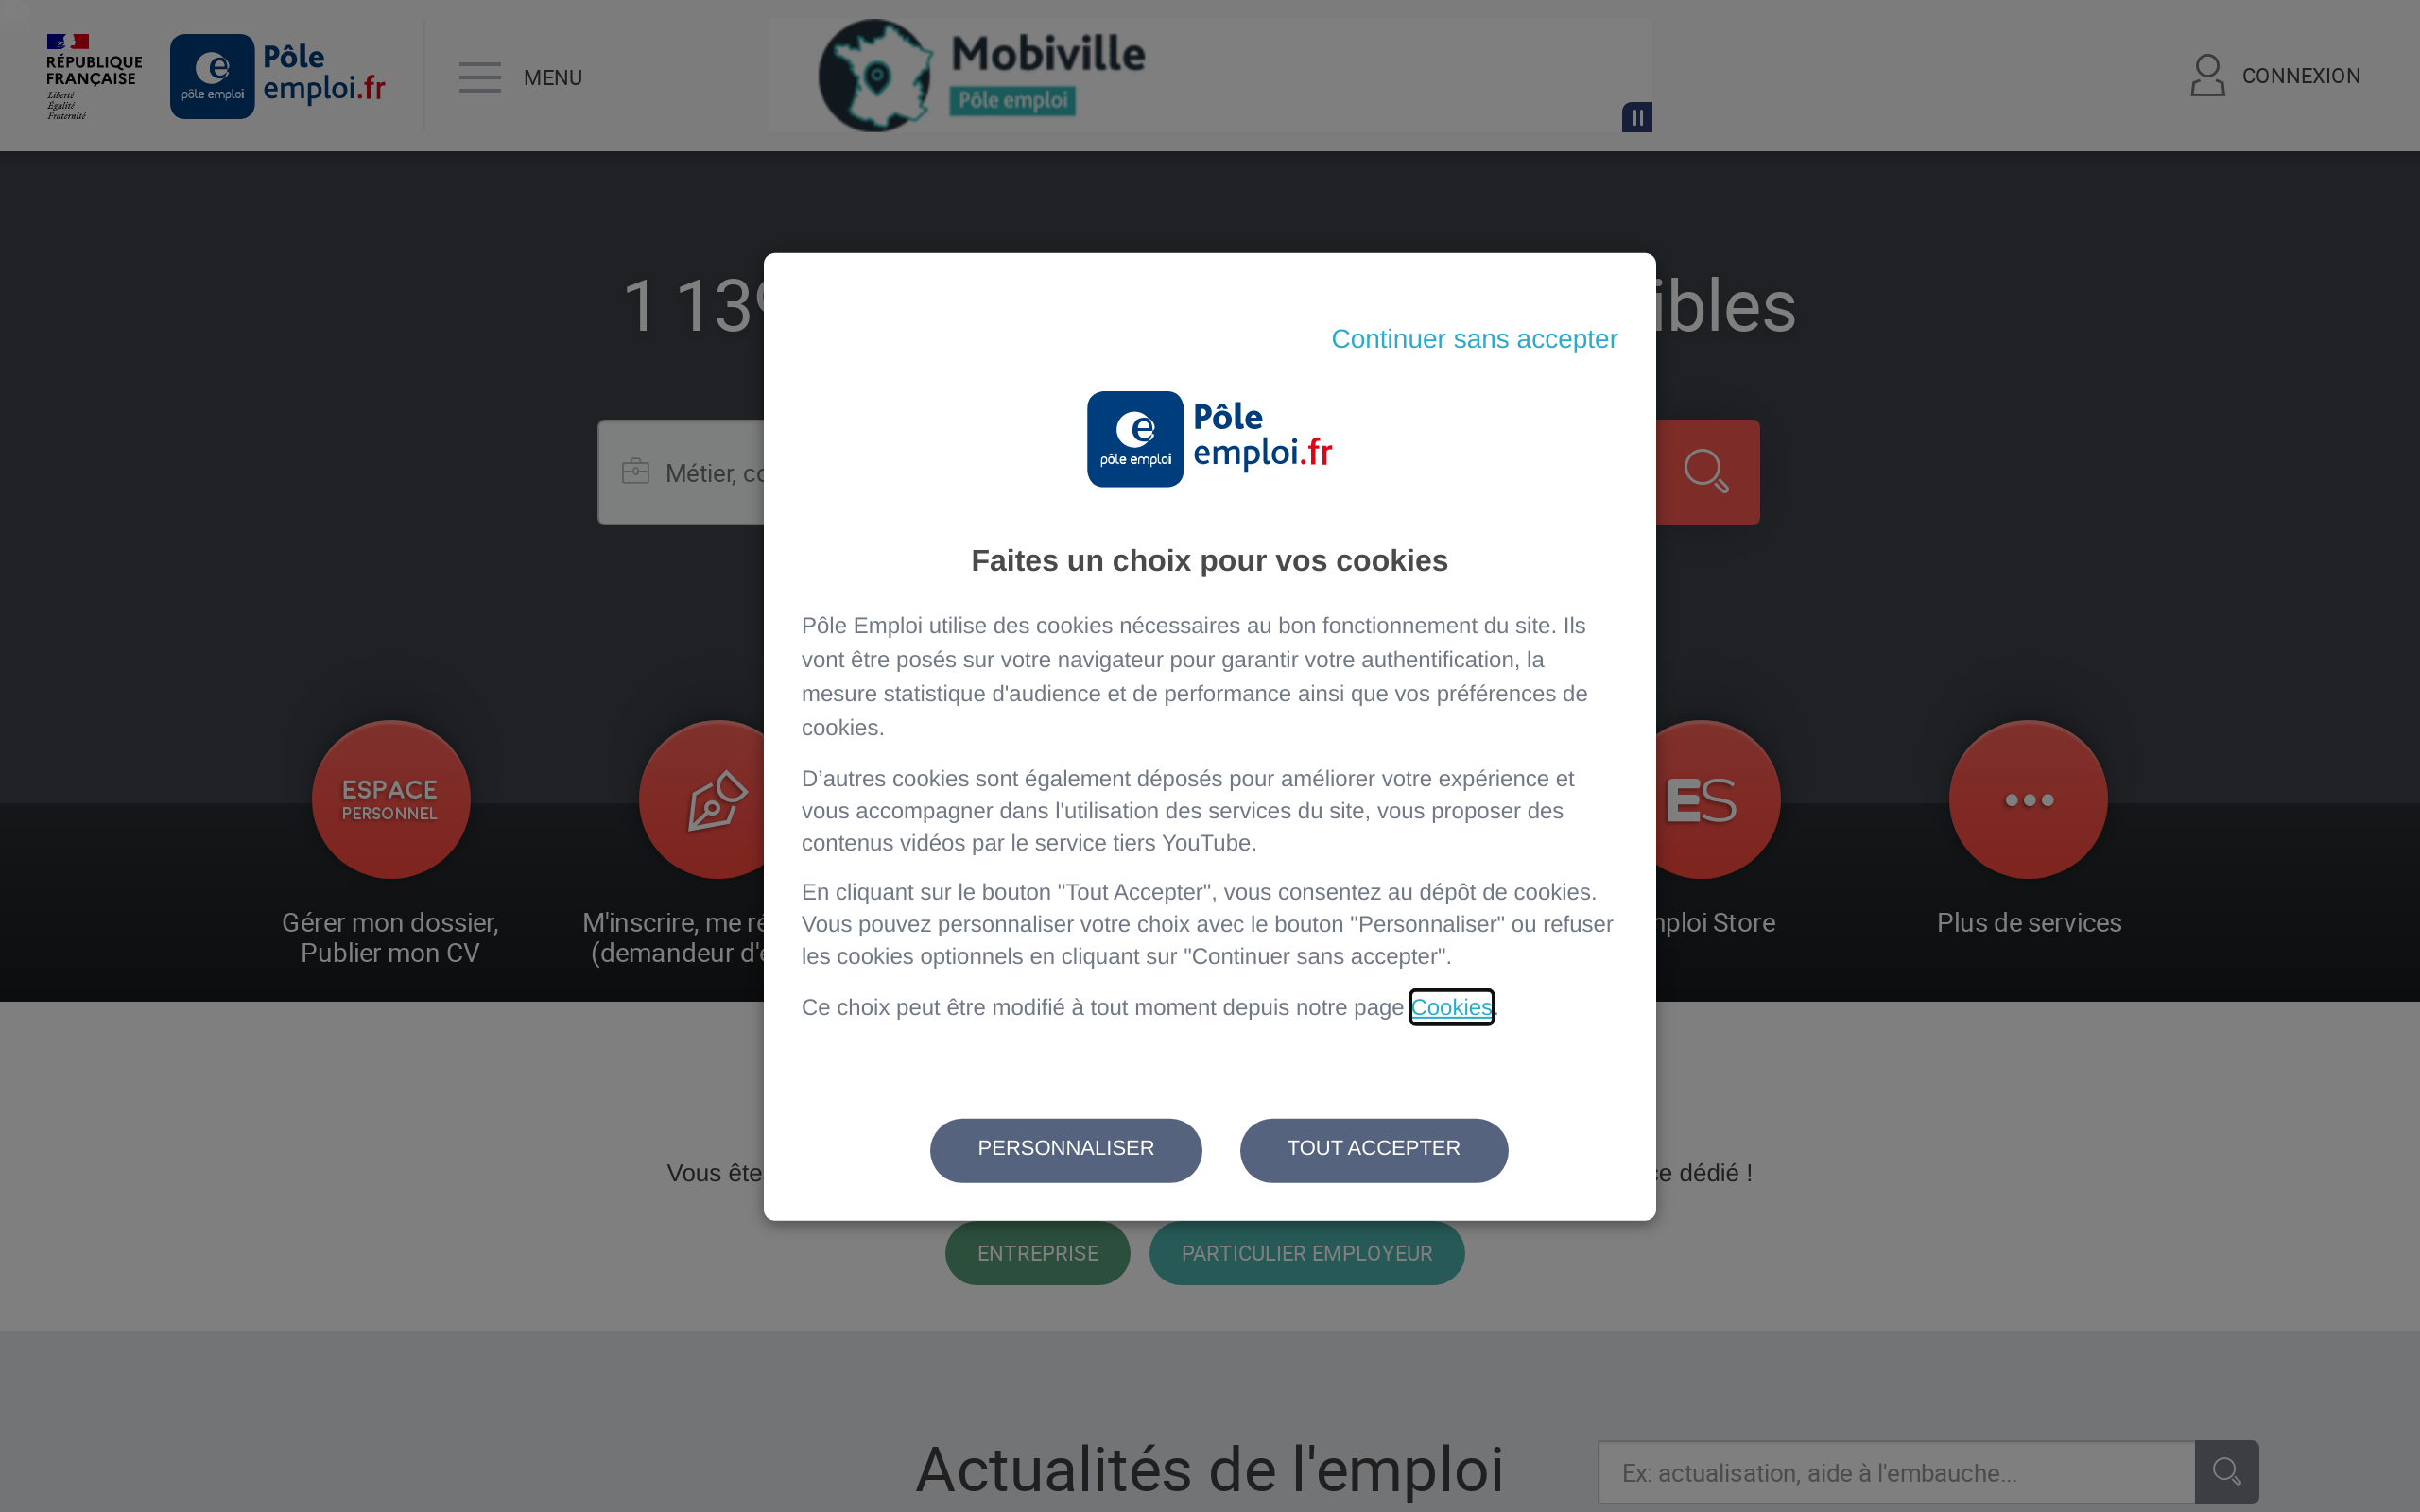 RÉPUBLIQUE
FRANÇAISE
Liberté
Égalité
Fraternité
pôle emploi
Pôle
emploi.fr
MENU
Mobiville
Pôle emploi
CONNEXION
1 139
ibles
Métier, co
Continuer sans accepter
pôle emploi
Pôle
emploi.fr
Faites un choix pour vos cookies
Pôle Emploi utilise des cookies nécessaires au bon fonctionnement du site. Ils
vont être posés sur votre navigateur pour garantir votre authentification, la
mesure statistique d'audience et de performance ainsi que vos préférences de
cookies.
D’autres cookies sont également déposés pour améliorer votre expérience et
vous accompagner dans l'utilisation des services du site, vous proposer des
contenus vidéos par le service tiers YouTube.
En cliquant sur le bouton "Tout Accepter", vous consentez au dépôt de cookies.
Vous pouvez personnaliser votre choix avec le bouton "Personnaliser" ou refuser
les cookies optionnels en cliquant sur "Continuer sans accepter".
Ce choix peut être modifié à tout moment depuis notre page Cookies.
PERSONNALISER
TOUT ACCEPTER
ESPACE
PERSONNEL
Gérer mon dossier,
Publier mon CV
M'inscrire, me ré
(demandeur d'e
ES
mploi Store
Plus de services
Vous ête
ce dédié !
ENTREPRISE
PARTICULIER EMPLOYEUR
Actualités de l'emploi
Ex: actualisation, aide à l'embauche...